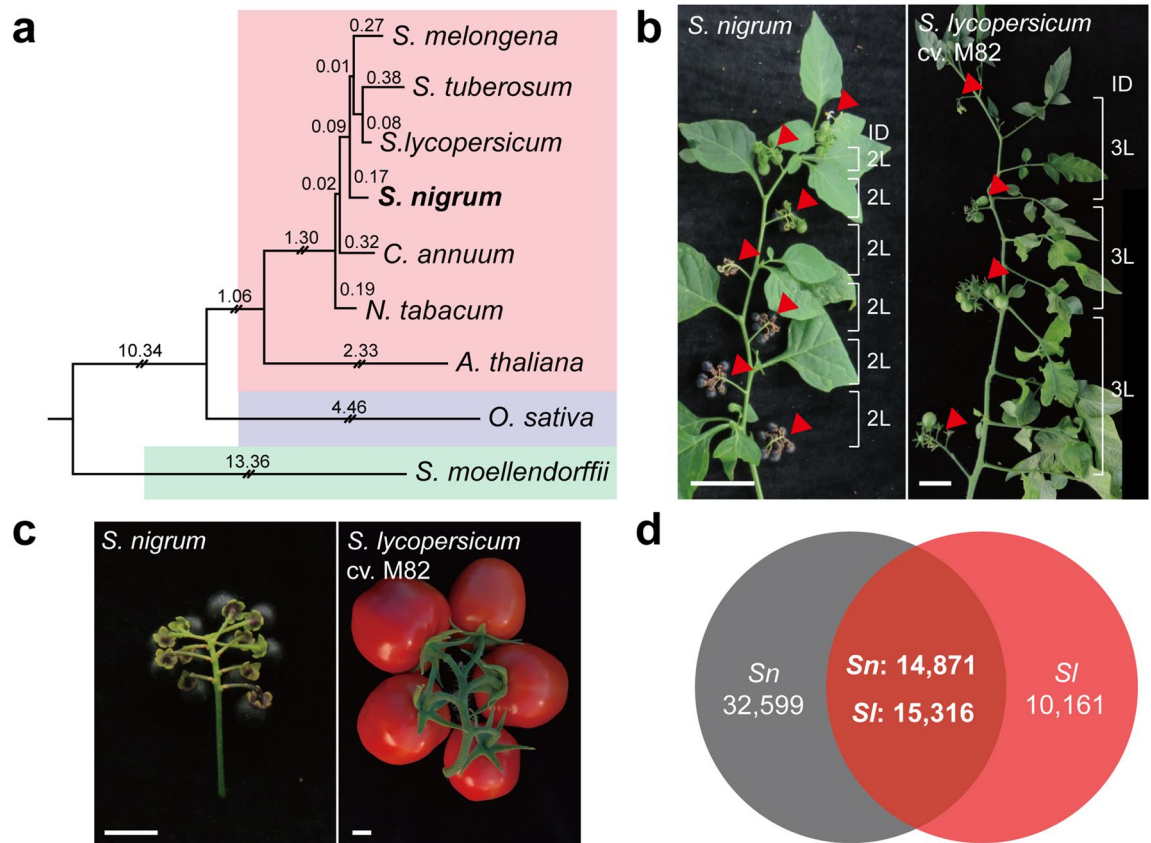 a
0.27
S. melongena
0.01
0.38
S. tuberosum
0.09
0.08
S.lycopersicum
0.02
0.17
S. nigrum
1.30
0.32
C. annuum
0.19
N. tabacum
1.06
2.33
A. thaliana
10.34
4.46
O. sativa
13.36
S. moellendorffii
b
S. nigrum
ID
2L
2L
2L
2L
2L
2L
S. lycopersicum
cv. M82
ID
3L
3L
3L
c
S. nigrum
S. lycopersicum
cv. M82
d
Sn
32,599
Sn: 14,871
Sl: 15,316
Sl
10,161